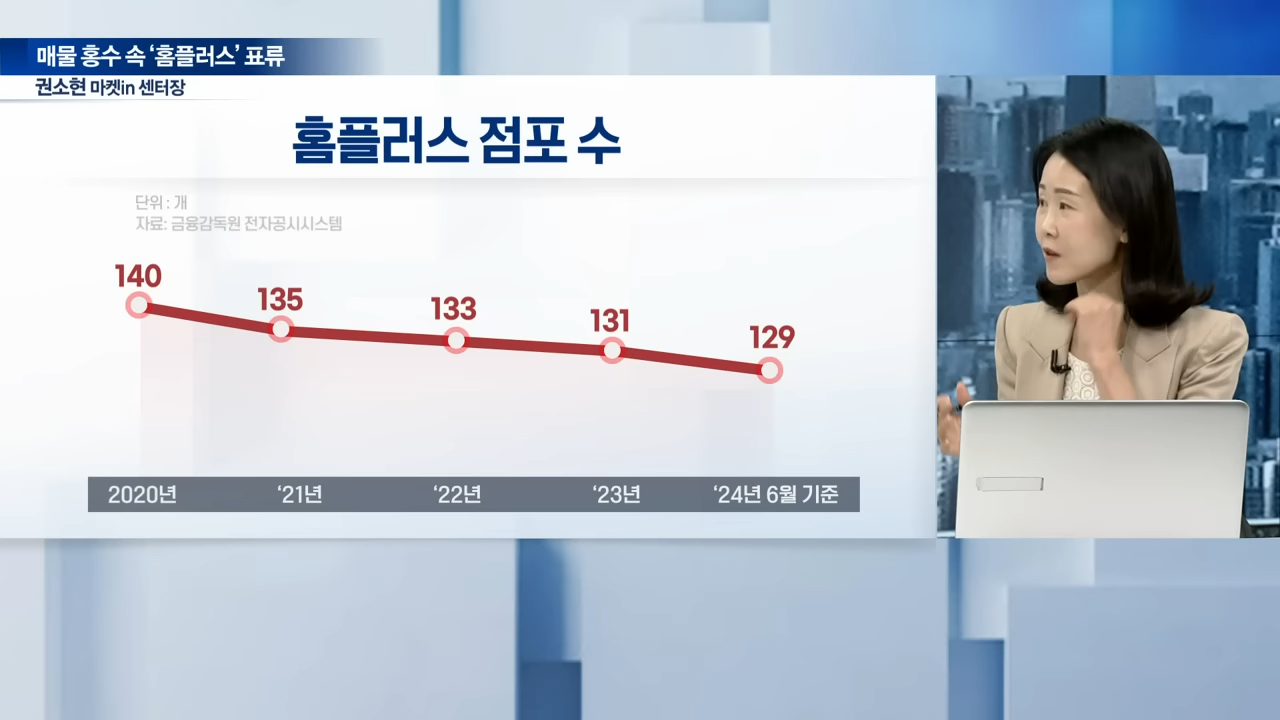 매물 홍수 속 ‘홈플러스’ 표류
권소현 마켓in 센터장
홈플러스 점포 수
단위 : 개
자료: 금융감독원 전자공시시스템
140
135
133
131
129
2020년
‘21년
‘22년
‘23년
‘24년 6월 기준